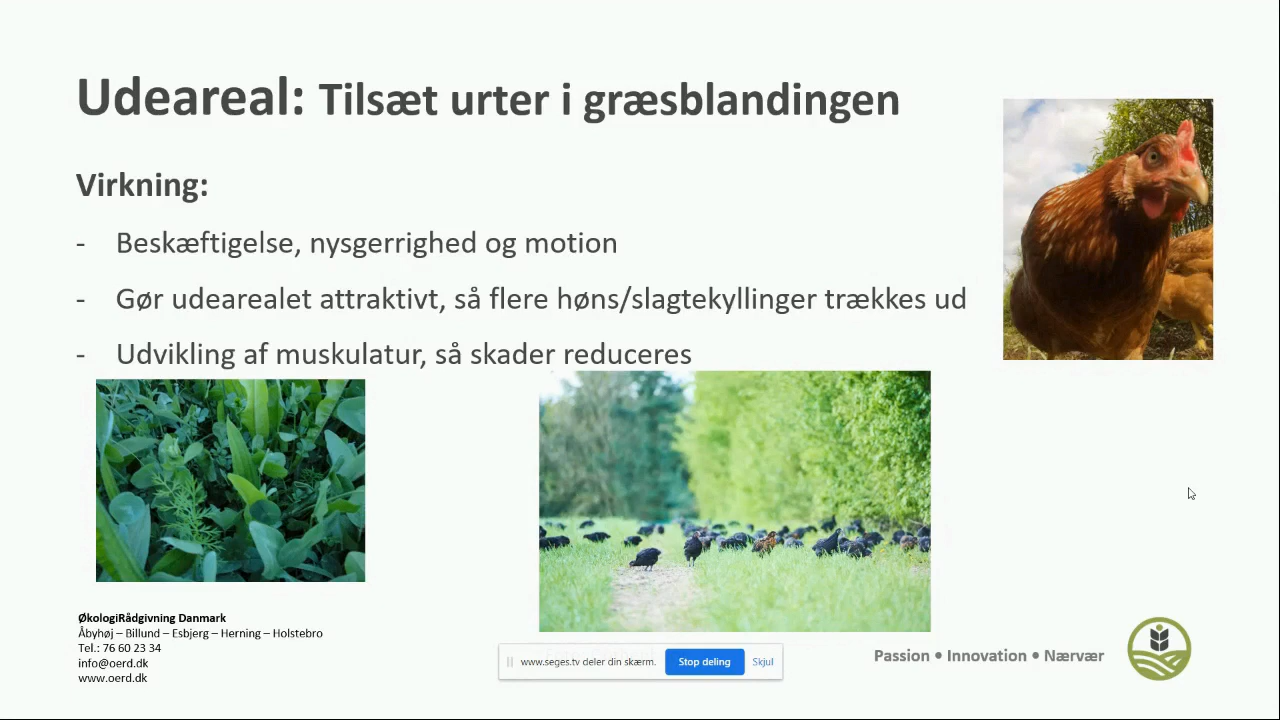 Udeareal: Tilsæt urter i græsblandingen
Virkning:
- Beskæftigelse, nysgerrighed og motion
- Gør udearealet attraktivt, så flere høns/slagtekyllinger trækkes ud
- Udvikling af muskulatur, så skader reduceres
ØkologiRådgivning Danmark
Åbyhøj – Billund – Esbjerg – Herning – Holstebro
Tel.: 76 60 23 34
info@oerd.dk
www.oerd.dk
www.seges.tv deler din skærm. Stop deling Skjul
Passion • Innovation • Nærvær